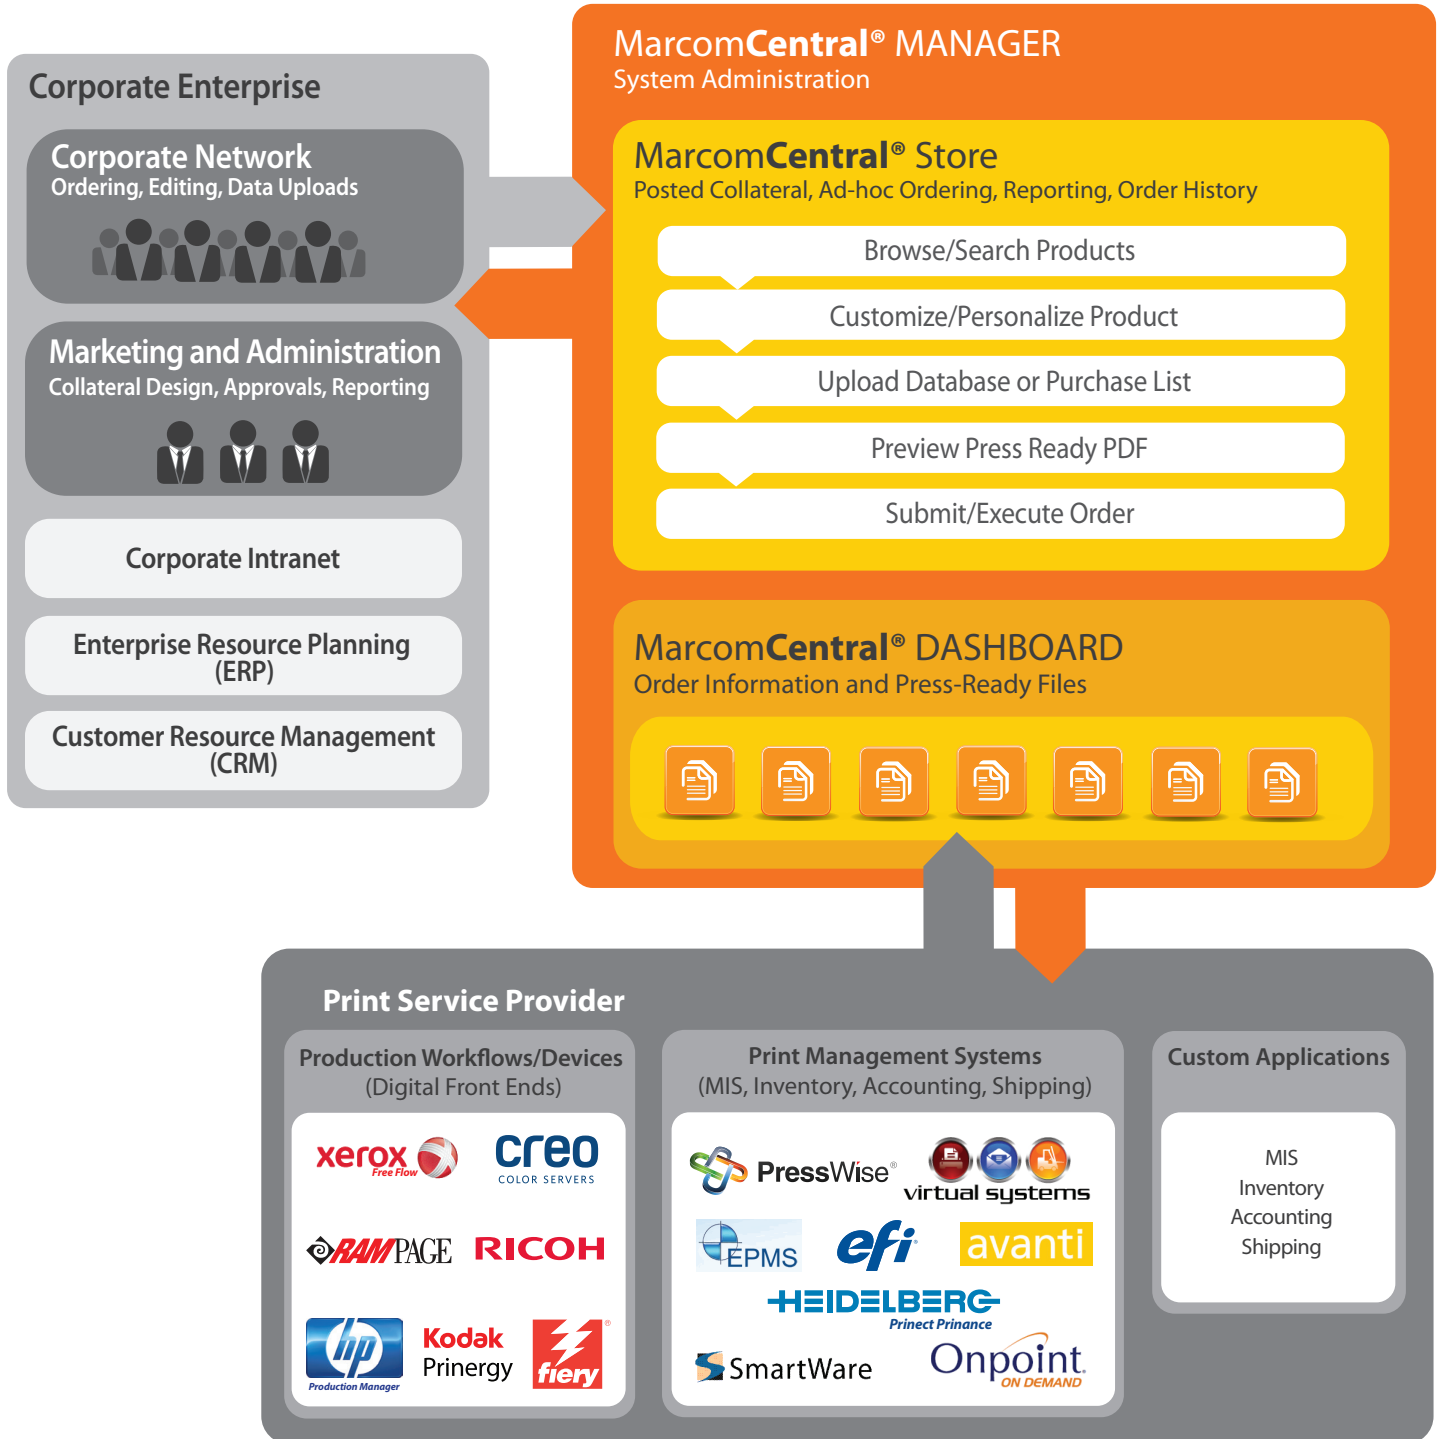 Corporate Enterprise
Corporate Network
Ordering, Editing, Data Uploads
Marketing and Administration
Collateral Design, Approvals, Reporting
Corporate Intranet
Enterprise Resource Planning
(ERP)
Customer Resource Management
(CRM)
MarcomCentral® MANAGER
System Administration
MarcomCentral® Store
Posted Collateral, Ad-hoc Ordering, Reporting, Order History
Browse/Search Products
Customize/Personalize Product
Upload Database or Purchase List
Preview Press Ready PDF
Submit/Execute Order
MarcomCentral® DASHBOARD
Order Information and Press-Ready Files
Print Service Provider
Production Workflows/Devices
(Digital Front Ends)
xerox
Free Flow
creo
COLOR SERVERS
RAMPAGE
RICOH
hp
Production Manager
Kodak
Prinergy
fiery®
Print Management Systems
(MIS, Inventory, Accounting, Shipping)
PressWise®
virtual systems
EPMS
efi
avanti
HEIDELBERG
Prinect Prinance
SmartWare
Onpoint
ON DEMAND
Custom Applications
MIS
Inventory
Accounting
Shipping